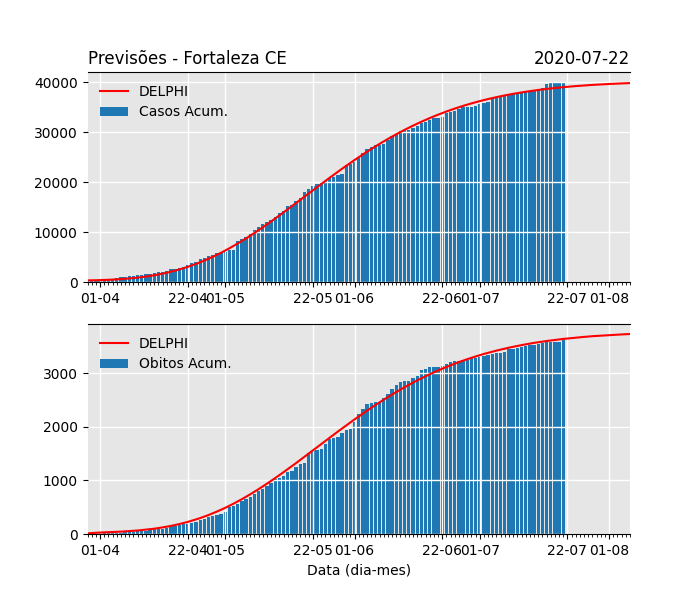 Previsões - Fortaleza CE 2020-07-22
40000
30000
20000
10000
0
DELPHI
Casos Acum.
01-04 22-04 01-05 22-05 01-06 22-06 01-07 22-07 01-08
3000
2000
1000
0
DELPHI
Obitos Acum.
01-04 22-04 01-05 22-05 01-06 22-06 01-07 22-07 01-08
Data (dia-mes)